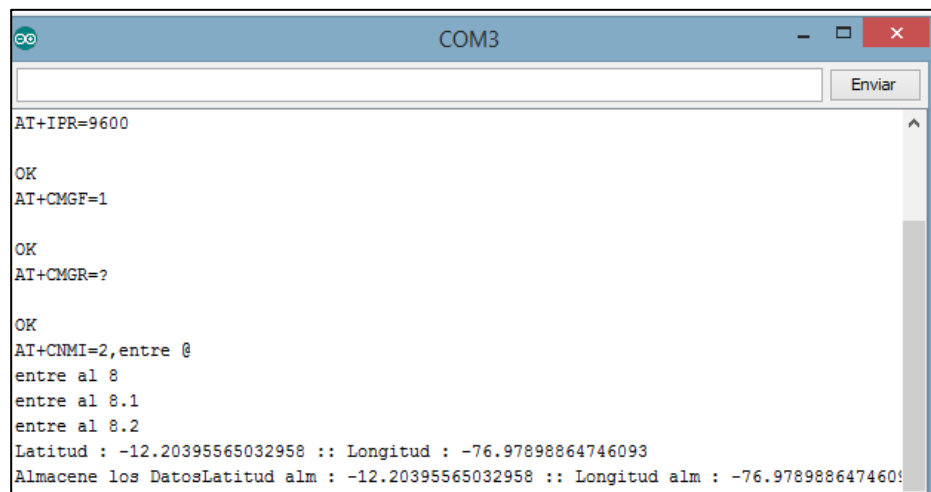 COM3
Enviar
AT+IPR=9600
OK
AT+CMGF=1
OK
AT+CMGR=?
OK
AT+CNMI=2,entre @
entre al 8
entre al 8.1
entre al 8.2
Latitud : -12.20395565032958 :: Longitud : -76.97898864746093
Almacene los DatosLatitud alm : -12.20395565032958 :: Longitud alm : -76.9789886474609